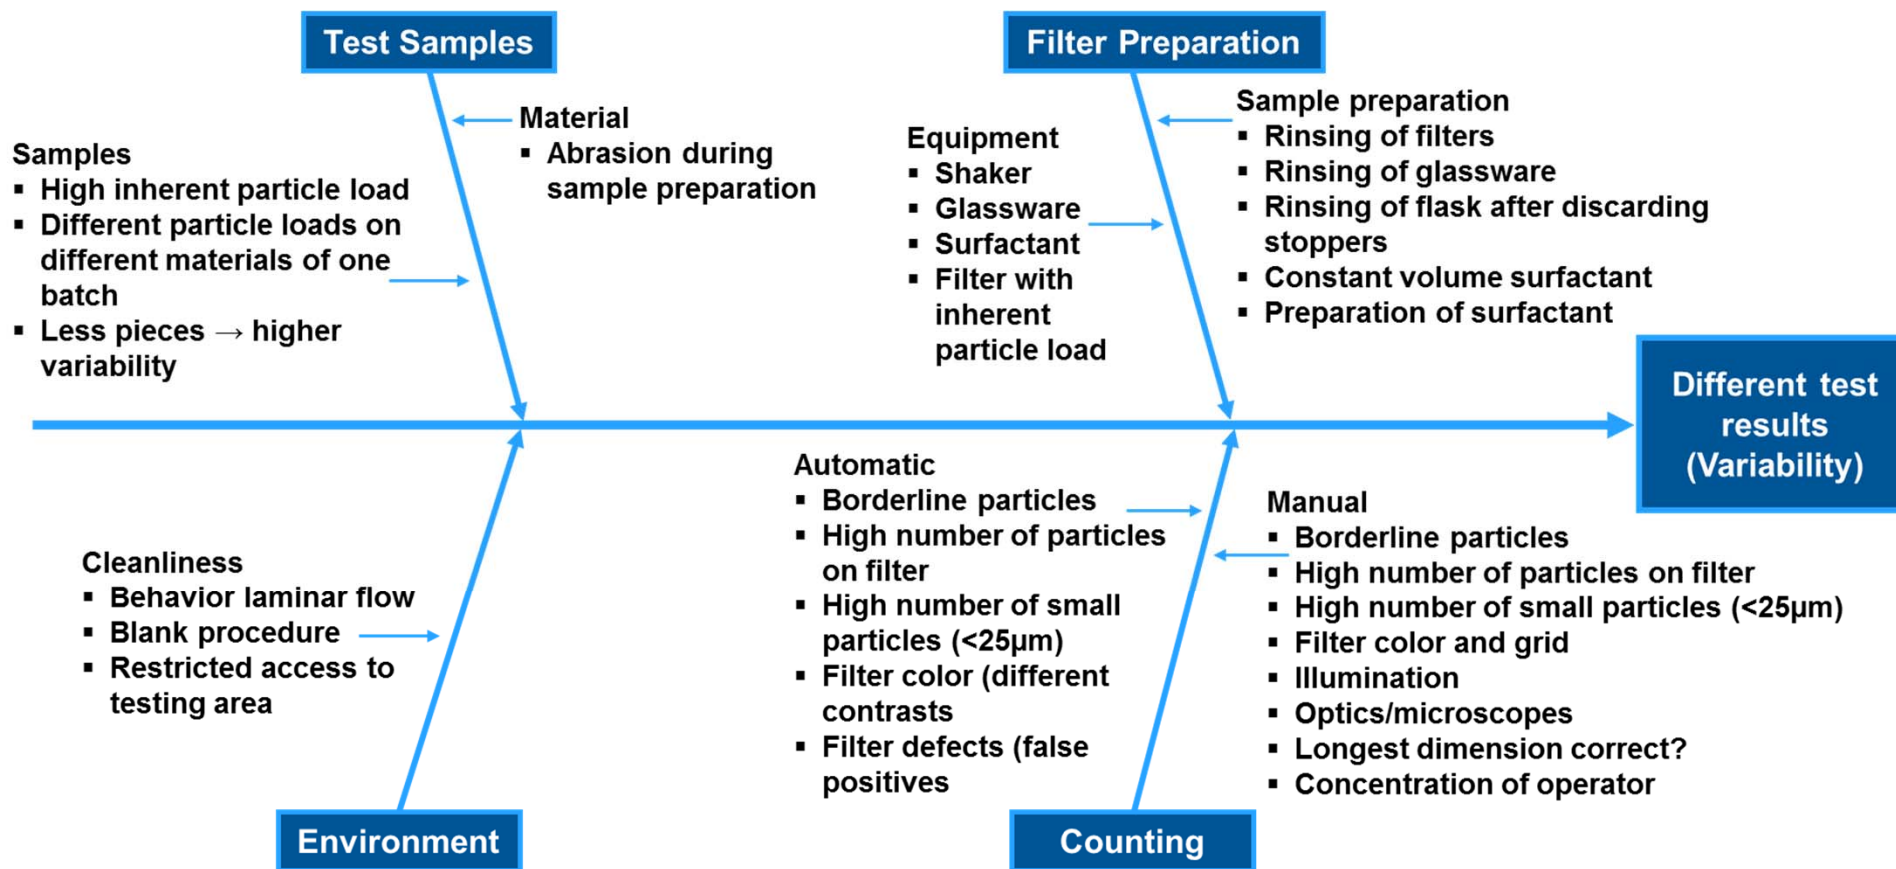 Test Samples
Filter Preparation
Samples
▪ High inherent particle load
▪ Different particle loads on
different materials of one
batch
▪ Less pieces → higher
variability
Material
▪ Abrasion during
sample preparation
Equipment
▪ Shaker
▪ Glassware
▪ Surfactant
▪ Filter with
inherent
particle load
Sample preparation
▪ Rinsing of filters
▪ Rinsing of glassware
▪ Rinsing of flask after discarding
stoppers
▪ Constant volume surfactant
▪ Preparation of surfactant
Different test
results
(Variability)
Cleanliness
▪ Behavior laminar flow
▪ Blank procedure
▪ Restricted access to
testing area
Automatic
▪ Borderline particles
▪ High number of particles
on filter
▪ High number of small
particles (<25µm)
▪ Filter color (different
contrasts
▪ Filter defects (false
positives
Manual
▪ Borderline particles
▪ High number of particles on filter
▪ High number of small particles (<25µm)
▪ Filter color and grid
▪ Illumination
▪ Optics/microscopes
▪ Longest dimension correct?
▪ Concentration of operator
Environment
Counting